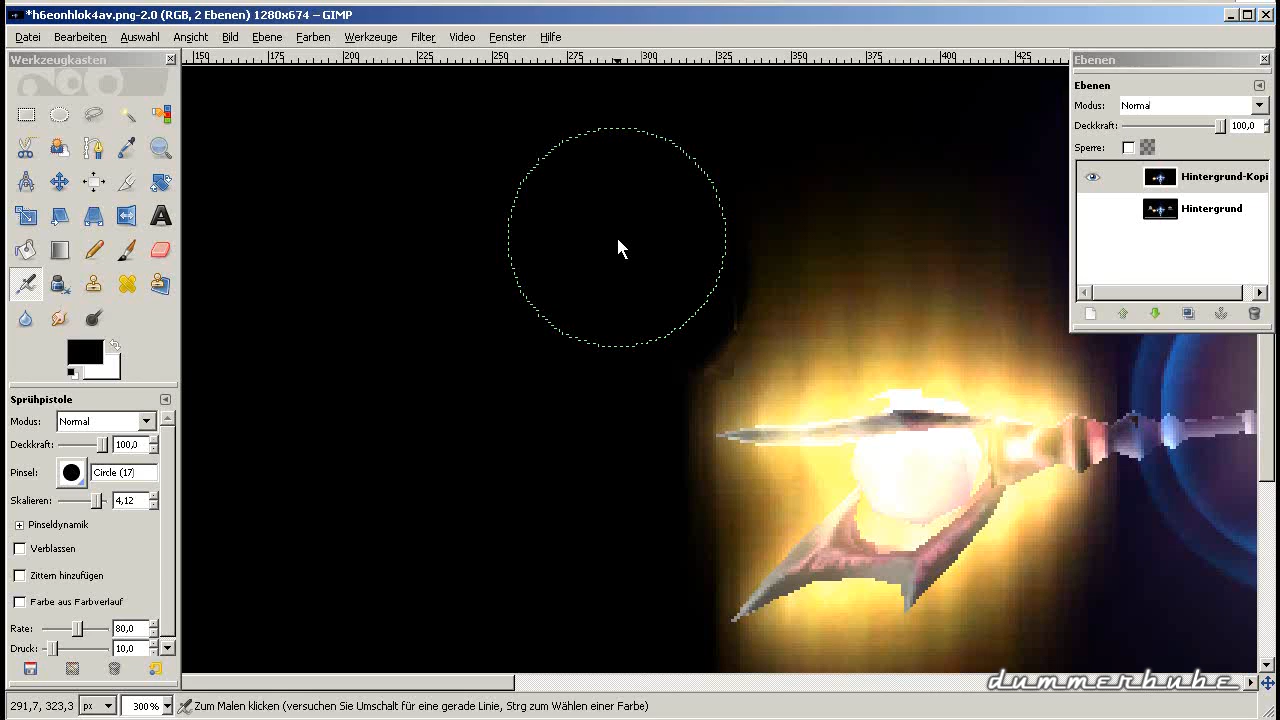 *h6eonhlok4av.png-2.0 (RGB, 2 Ebenen) 1280x674 – GIMP
Datei Bearbeiten Auswahl Ansicht Bild Ebene Farben Werkzeuge Filter Video Fenster Hilfe
Werkzeugkasten
150 175 200 225 250 275 300 325 350 375 400 425
Ebenen
Ebenen
Modus: Normal
Deckkraft: 100,0
Sperre:
Hintergrund-Kopi
Hintergrund
Sprühpistole
Modus: Normal
Deckkraft: 100,0
Pinsel: Circle (17)
Skalieren: 4,12
Pinseldynamik
Verblassen
Zittern hinzufügen
Farbe aus Farbverlauf
Rate: 80,0
Druck: 10,0
dummerbube
291,7, 323,3 px 300% Zum Malen klicken (versuchen Sie Umschalt für eine gerade Linie, Strg zum Wählen einer Farbe)